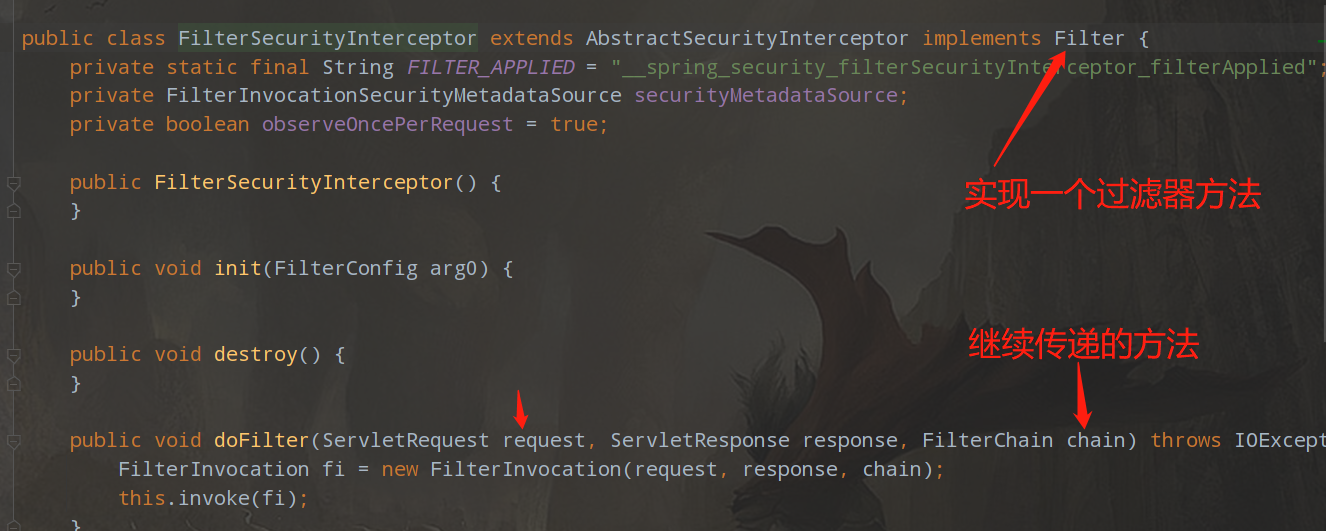 public class FilterSecurityInterceptor extends AbstractSecurityInterceptor implements Filter {
private static final String FILTER_APPLIED = "__spring_security_filterSecurityInterceptor_filterApplied";
private FilterInvocationSecurityMetadataSource securityMetadataSource;
private boolean observeOncePerRequest = true;
public FilterSecurityInterceptor() {
实现一个过滤器方法
}
public void init(FilterConfig arg0) {
}
继续传递的方法
public void destroy() {
}
public void doFilter(ServletRequest request, ServletResponse response, FilterChain chain) throws IOExcept
FilterInvocation fi = new FilterInvocation(request, response, chain);
this.invoke(fi);
}